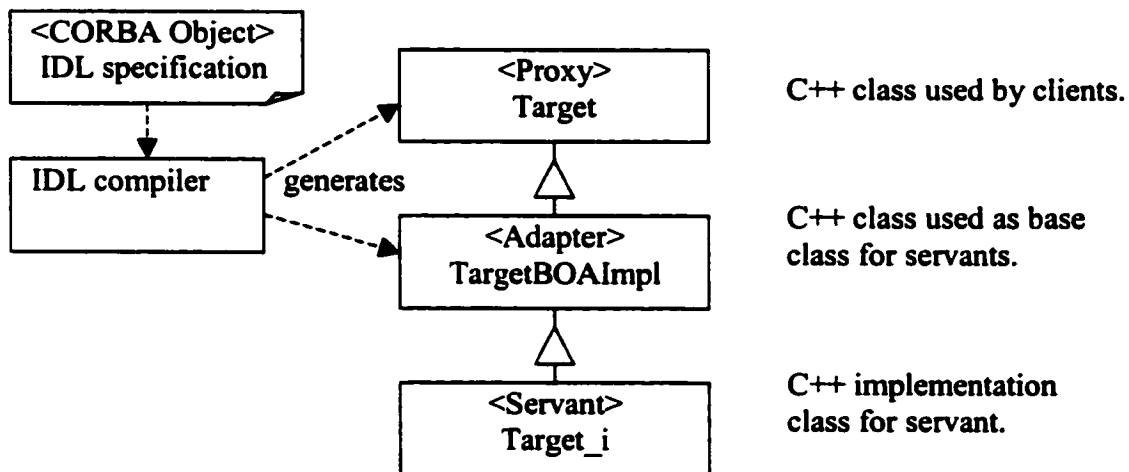 <CORBA Object>
IDL specification
IDL compiler
generates
<Proxy>
Target
C++ class used by clients.
<Adapter>
TargetBOAImpl
C++ class used as base
class for servants.
<Servant>
Target_i
C++ implementation
class for servant.